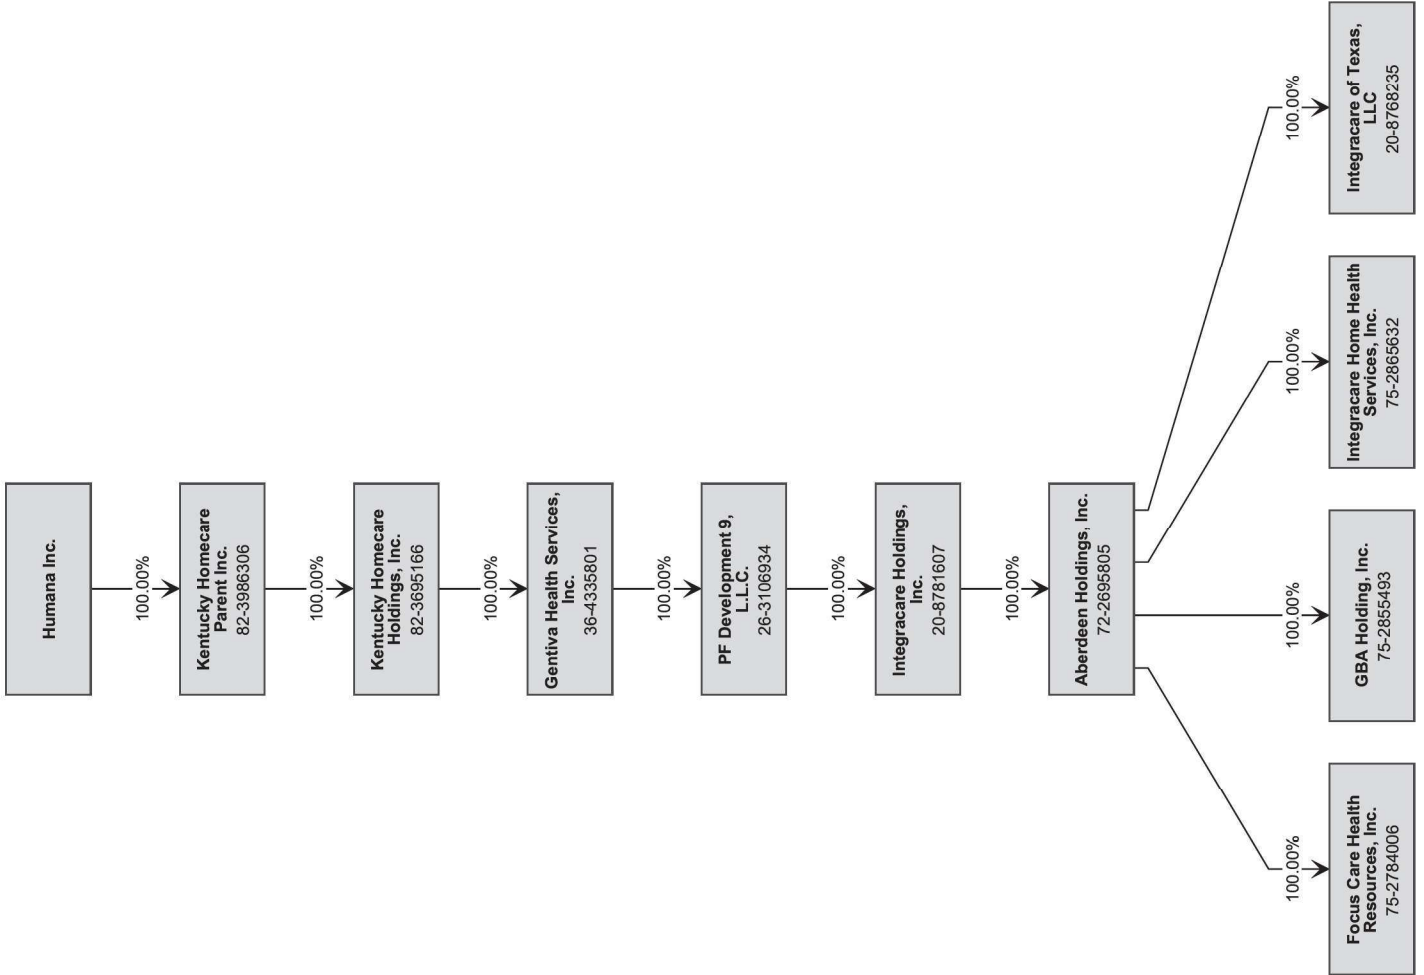 Humana Inc.
100.00%
Kentucky Homecare
Parent Inc.
82-3986306
100.00%
Kentucky Homecare
Holdings, Inc.
82-3695166
100.00%
Gentiva Health Services,
Inc.
36-4335801
100.00%
PF Development 9,
L.L.C.
26-3106934
100.00%
Integracare Holdings,
Inc.
20-8781607
100.00%
Aberdeen Holdings, Inc.
72-2695805
100.00%
100.00%
100.00%
100.00%
Focus Care Health
Resources, Inc.
75-2784006
GBA Holding, Inc.
75-2855493
Integracare Home Health
Services, Inc.
75-2865632
Integracare of Texas,
LLC
20-8768235